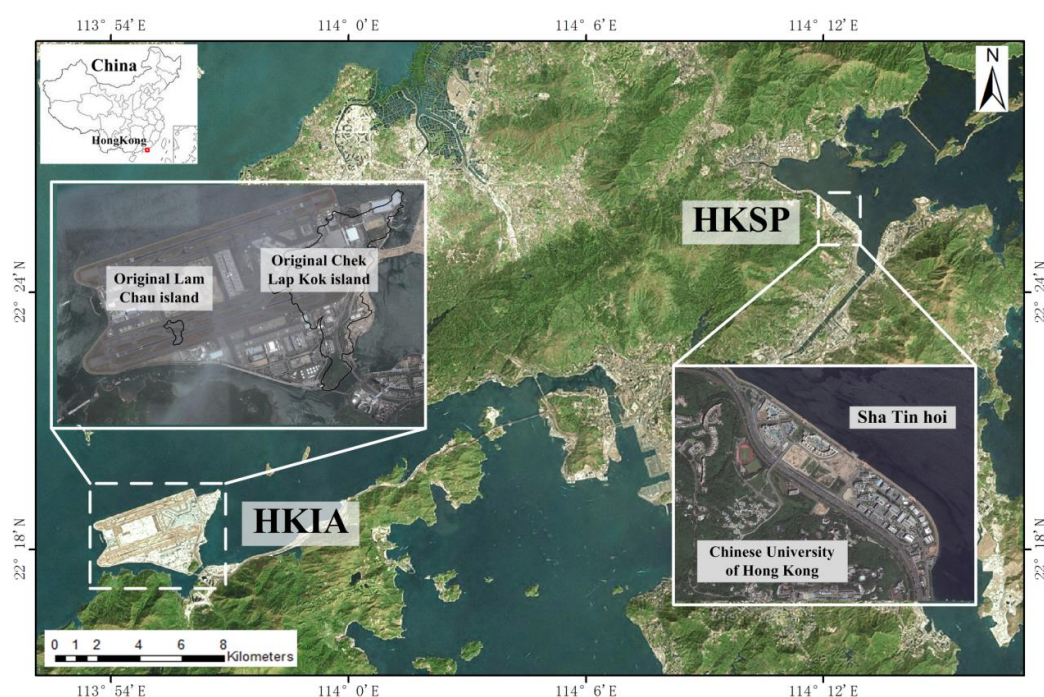 113° 54'E
114° 0'E
114° 6'E
114° 12'E
China
HongKong
N
HKSP
Original Lam
Chau island
Original Chek
Lap Kok island
22° 24'N
22° 24'N
Sha Tin hoi
HKIA
Chinese University
of Hong Kong
22° 18'N
22° 18'N
0 1 2 4 6 8
Kilometers
113° 54'E
114° 0'E
114° 6'E
114° 12'E